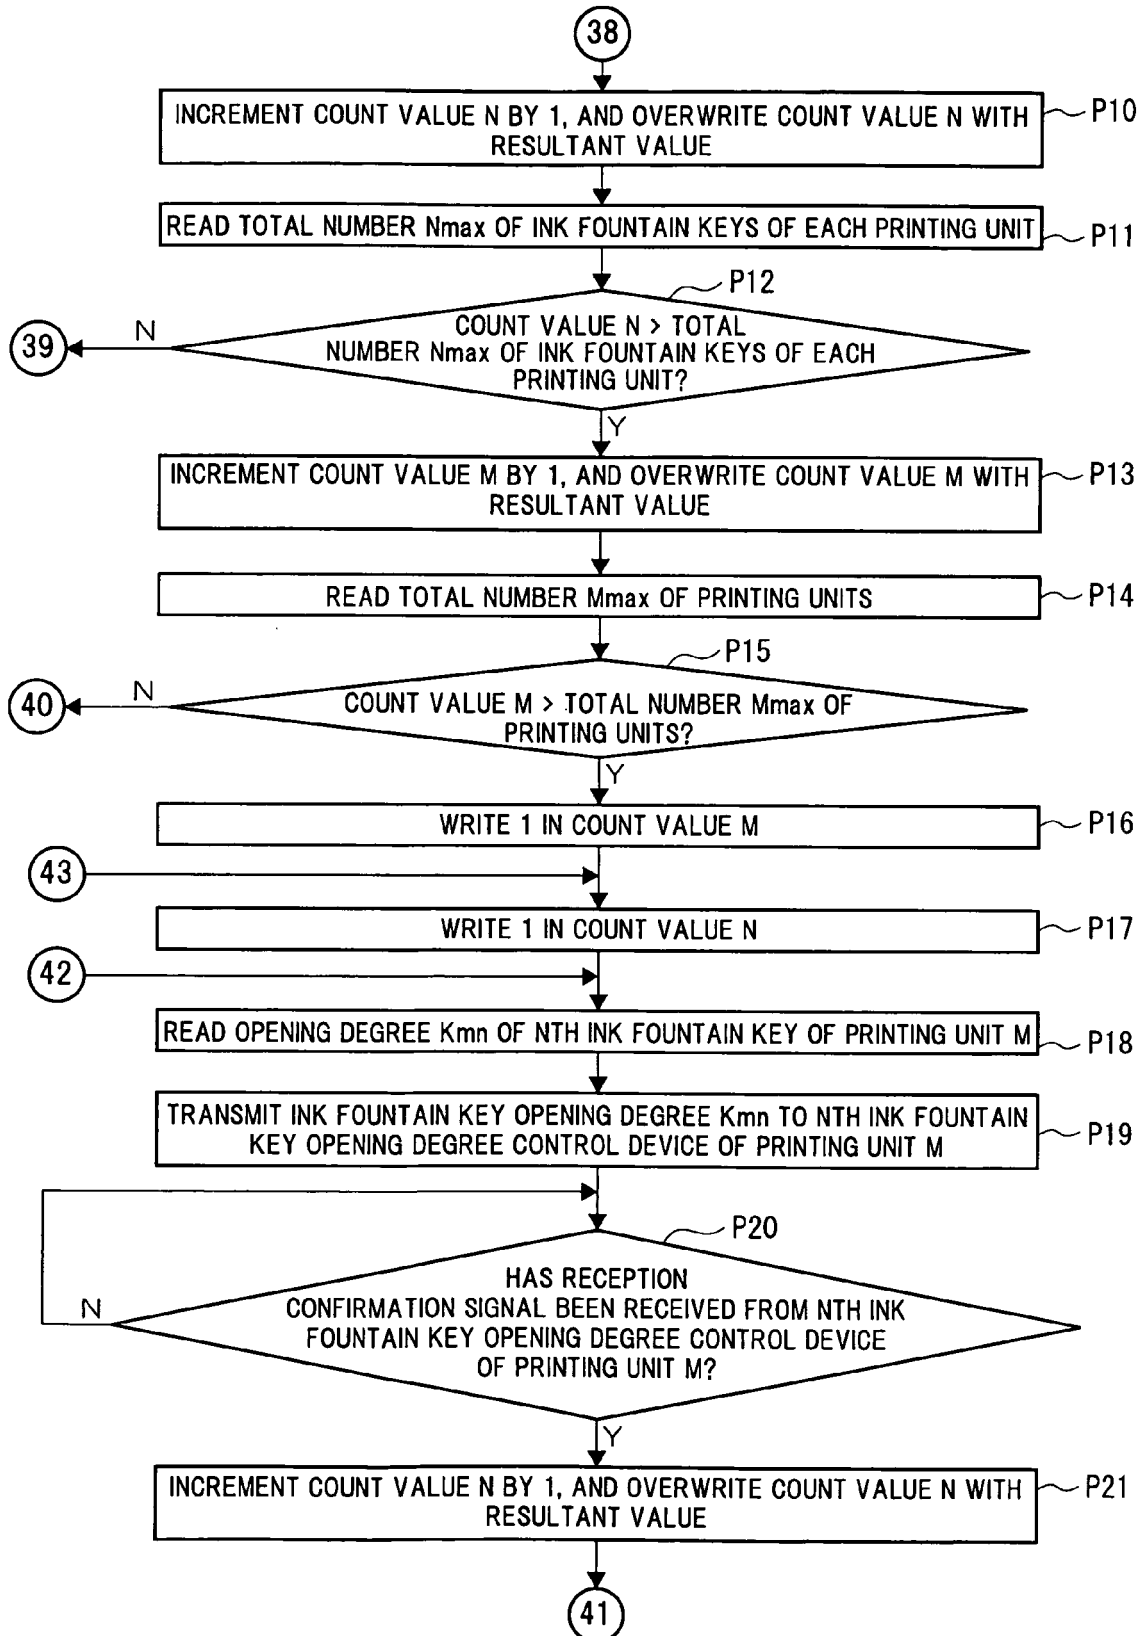 38
INCREMENT COUNT VALUE N BY 1, AND OVERWRITE COUNT VALUE N WITH
RESULTANT VALUE
P10
READ TOTAL NUMBER Nmax OF INK FOUNTAIN KEYS OF EACH PRINTING UNIT
P11
P12
COUNT VALUE N > TOTAL
NUMBER Nmax OF INK FOUNTAIN KEYS OF EACH
PRINTING UNIT?
N
39
Y
INCREMENT COUNT VALUE M BY 1, AND OVERWRITE COUNT VALUE M WITH
RESULTANT VALUE
P13
READ TOTAL NUMBER Mmax OF PRINTING UNITS
P14
P15
COUNT VALUE M > TOTAL NUMBER Mmax OF
PRINTING UNITS?
N
40
Y
WRITE 1 IN COUNT VALUE M
P16
43
WRITE 1 IN COUNT VALUE N
P17
42
READ OPENING DEGREE Kmn OF NTH INK FOUNTAIN KEY OF PRINTING UNIT M
P18
TRANSMIT INK FOUNTAIN KEY OPENING DEGREE Kmn TO NTH INK FOUNTAIN
KEY OPENING DEGREE CONTROL DEVICE OF PRINTING UNIT M
P19
P20
HAS RECEPTION
CONFIRMATION SIGNAL BEEN RECEIVED FROM NTH INK
FOUNTAIN KEY OPENING DEGREE CONTROL DEVICE
OF PRINTING UNIT M?
N
Y
INCREMENT COUNT VALUE N BY 1, AND OVERWRITE COUNT VALUE N WITH
RESULTANT VALUE
P21
41